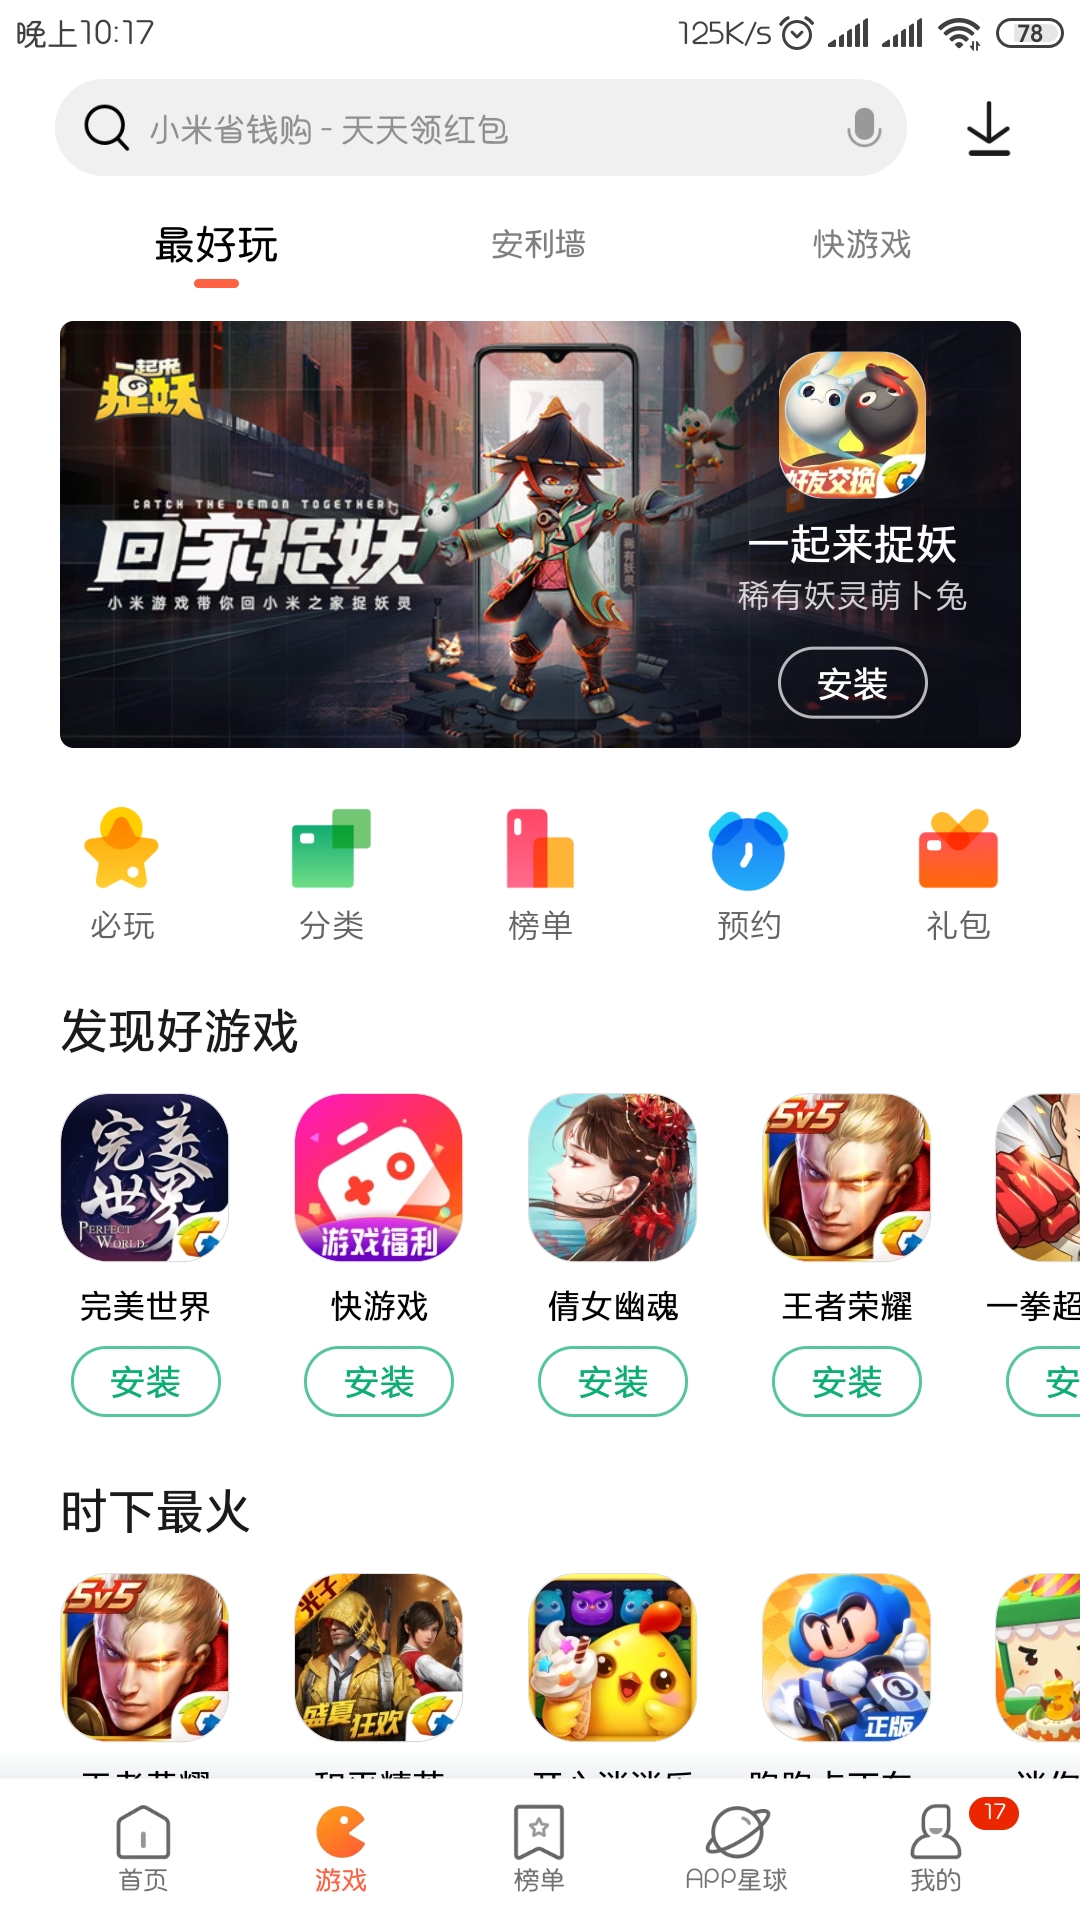 晚上10:17
125K/s
78
小米省钱购 - 天天领红包
最好玩
安利墙
快游戏
一起来
捉妖
CATCH THE DEMON TOGETHER
回家捉妖
小米游戏带你回小米之家捉妖灵
稀有妖灵
好友交换
一起来捉妖
稀有妖灵萌卜兔
安装
必玩
分类
榜单
预约
礼包
发现好游戏
完美
世界
PERFECT
WORLD
游戏福利
5v5
完美世界
快游戏
倩女幽魂
王者荣耀
一拳超
安装
安装
安装
安装
安
时下最火
5v5
光子
盛夏狂欢
1
正版
3
首页
游戏
榜单
APP星球
我的
17